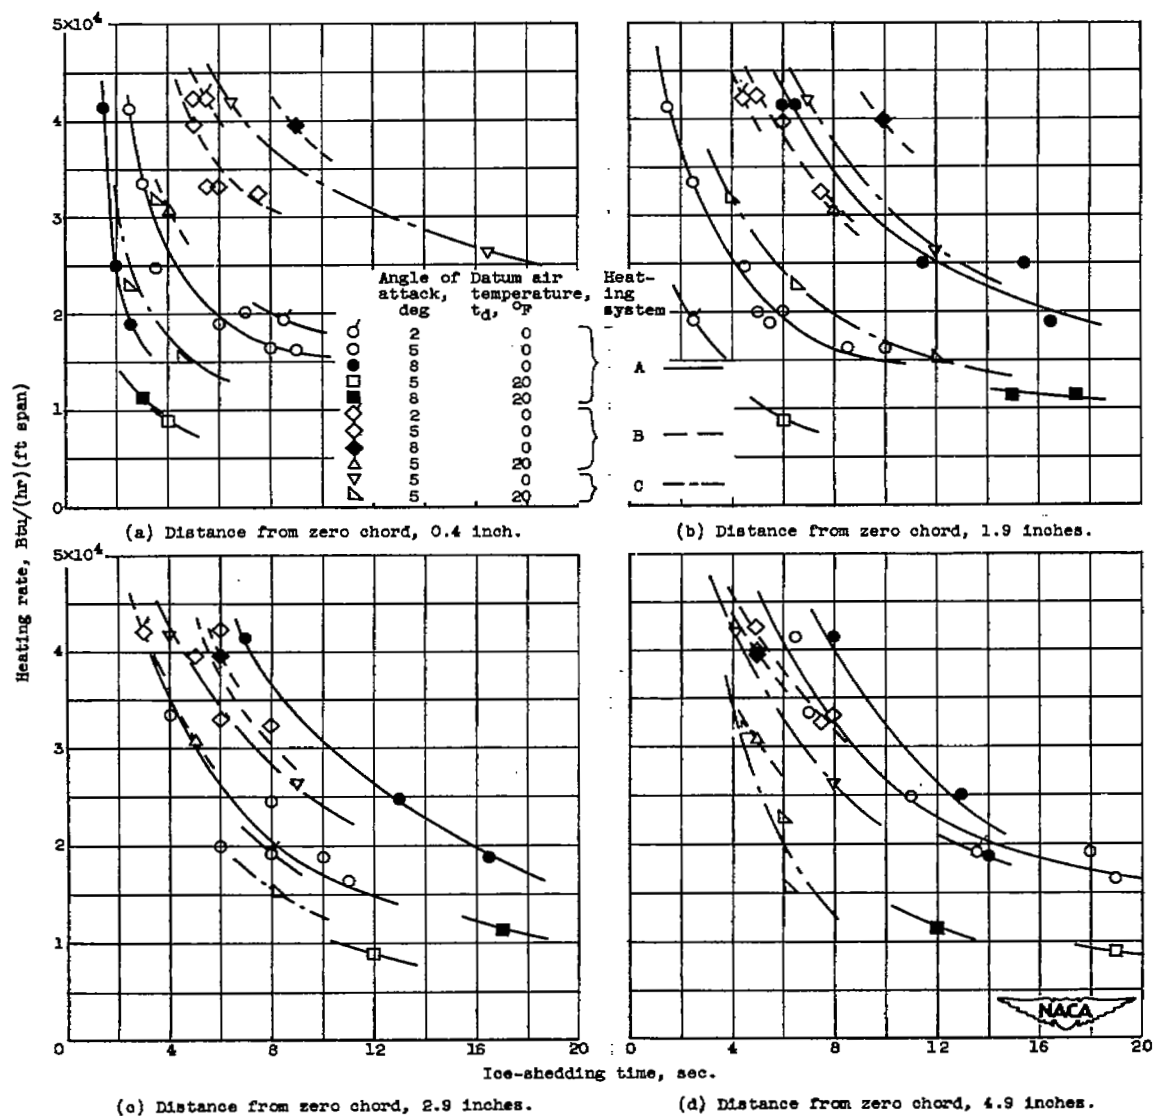 5×10⁴
4
3
2
1
0
Heating rate, Btu/(hr)(ft span)
Angle of attack, deg
Datum air temperature, t_d, °F
Heat-ing system
2 0
5 0
8 0
5 20
8 20
A
2 0
5 0
8 0
5 20
B
5 0
5 20
C
(a) Distance from zero chord, 0.4 inch.
(b) Distance from zero chord, 1.9 inches.
5×10⁴
4
3
2
1
0 4 8 12 16 20
0 4 8 12 16 20
NACA
Ice-shedding time, sec.
(c) Distance from zero chord, 2.9 inches.
(d) Distance from zero chord, 4.9 inches.